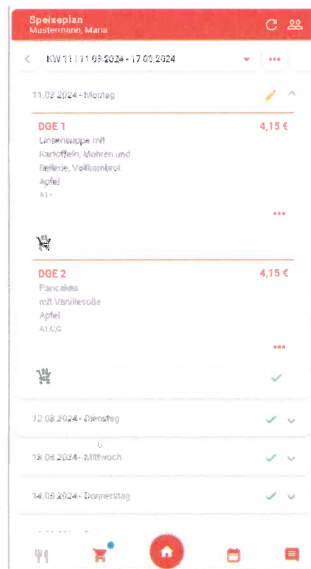 Speiseplan
Mustermann, Maria
KW 11 | 11.03.2024 - 17.03.2024
11.03.2024 - Montag
DGE 1
4,15 €
Linsensuppe mit
Kartoffeln, Möhren und
Sellerie, Vollkornbrot
Apfel
DGE 2
4,15 €
Pancakes
mit Vanillesoße
Apfel
A1,C,G
12.03.2024 - Dienstag
13.03.2024 - Mittwoch
14.03.2024 - Donnerstag